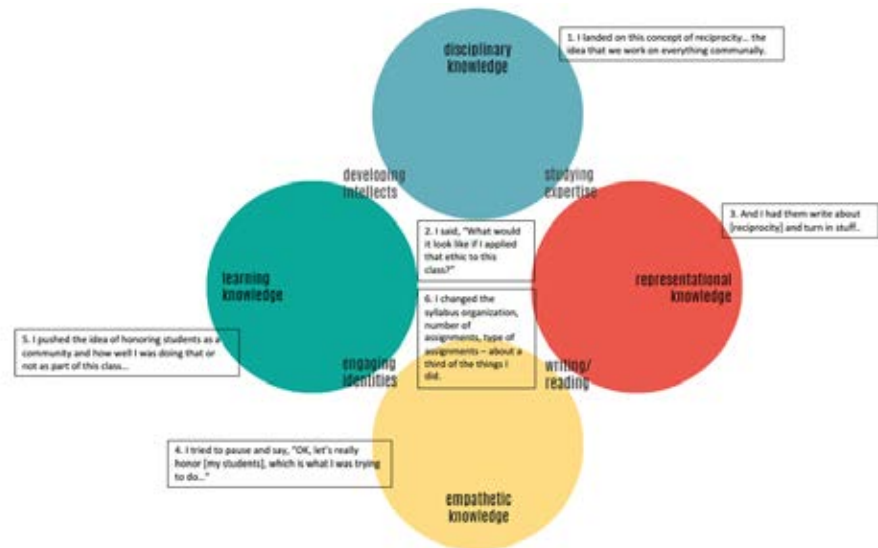 disciplinary
knowledge
1. I landed on this concept of reciprocity... the
idea that we work on everything communally.
developing
intellects
studying
expertise
2. I said, "What would
it look like if I applied
that ethic to this
class?"
3. And I had them write about
[reciprocity] and turn in stuff..
learning
knowledge
representational
knowledge
6. I changed the
syllabus organization,
number of
assignments, type of
assignments – about a
third of the things I
did.
5. I pushed the idea of honoring students as a
community and how well I was doing that or
not as part of this class...
engaging
identities
writing/
reading
4. I tried to pause and say, "OK, let's really
honor [my students], which is what I was trying
to do..."
empathetic
knowledge